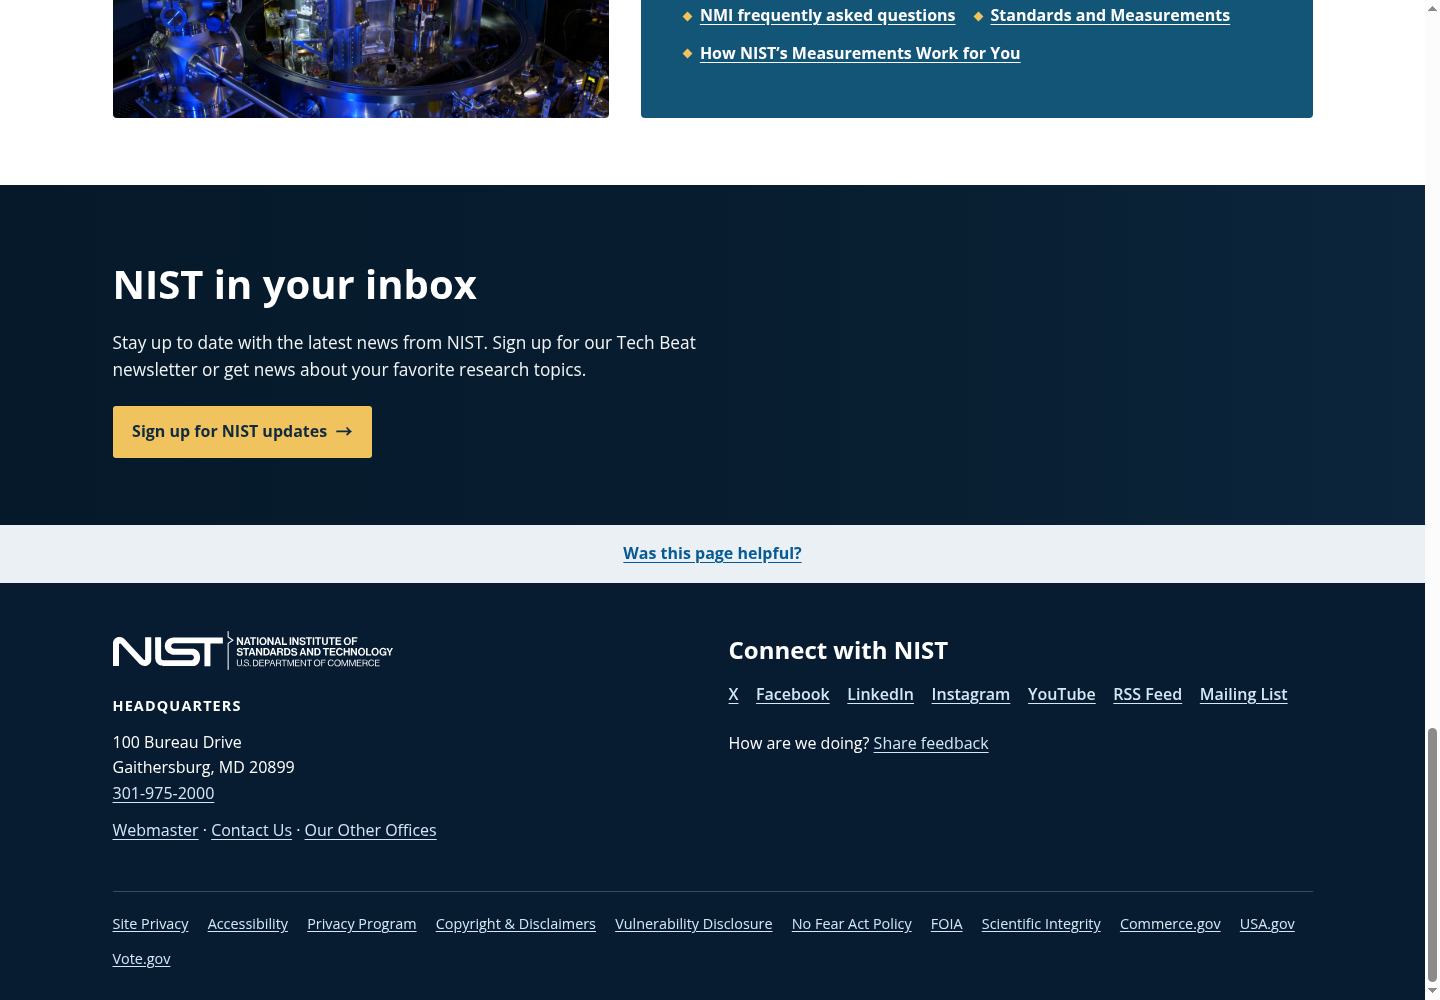 NMI frequently asked questions Standards and Measurements
How NIST’s Measurements Work for You
NIST in your inbox
Stay up to date with the latest news from NIST. Sign up for our Tech Beat
newsletter or get news about your favorite research topics.
Sign up for NIST updates →
Was this page helpful?
NIST
NATIONAL INSTITUTE OF
STANDARDS AND TECHNOLOGY
U.S. DEPARTMENT OF COMMERCE
HEADQUARTERS
100 Bureau Drive
Gaithersburg, MD 20899
301-975-2000
Webmaster · Contact Us · Our Other Offices
Connect with NIST
X Facebook LinkedIn Instagram YouTube RSS Feed Mailing List
How are we doing? Share feedback
Site Privacy Accessibility Privacy Program Copyright & Disclaimers Vulnerability Disclosure No Fear Act Policy FOIA Scientific Integrity Commerce.gov USA.gov
Vote.gov